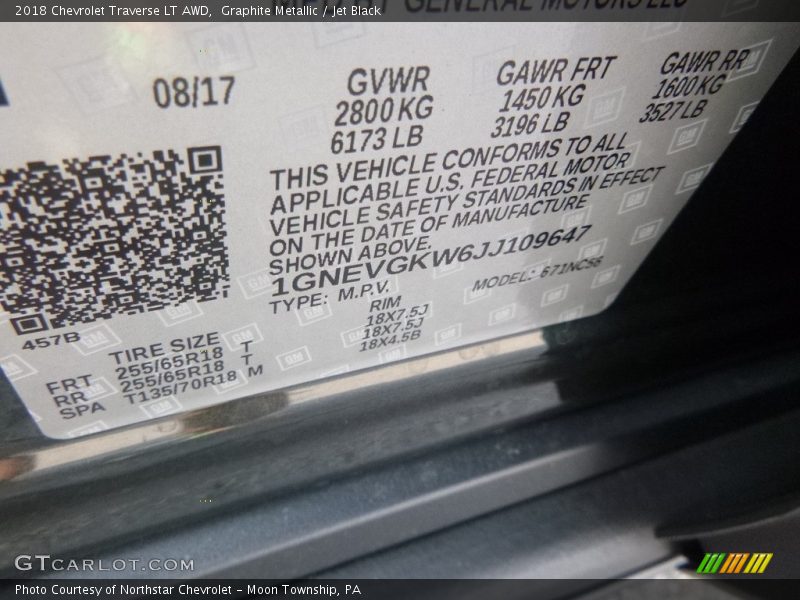 2018 Chevrolet Traverse LT AWD, Graphite Metallic / Jet Black
GENERAL MOTORS LLC
08/17
GVWR
2800 KG
6173 LB
GAWR FRT
1450 KG
3196 LB
GAWR RR
1600 KG
3527 LB
THIS VEHICLE CONFORMS TO ALL
APPLICABLE U.S. FEDERAL MOTOR
VEHICLE SAFETY STANDARDS IN EFFECT
ON THE DATE OF MANUFACTURE
SHOWN ABOVE.
1GNEVGKW6JJ109647
TYPE: M.P.V.
MODEL: 671NC56
457B
TIRE SIZE
RIM
FRT 255/65R18 T 18X7.5J
RR 255/65R18 T 18X7.5J
SPA T135/70R18 M 18X4.5B
GTCARLOT.COM
Photo Courtesy of Northstar Chevrolet - Moon Township, PA